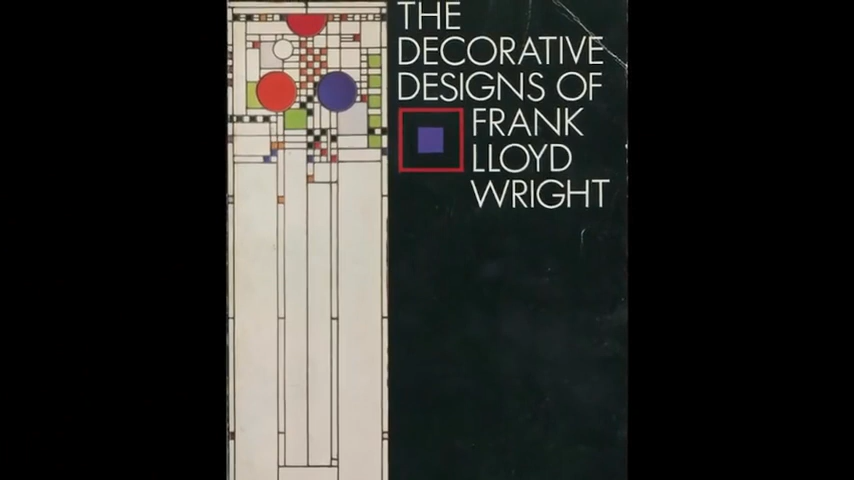 THE
DECORATIVE
DESIGNS OF
FRANK
LLOYD
WRIGHT